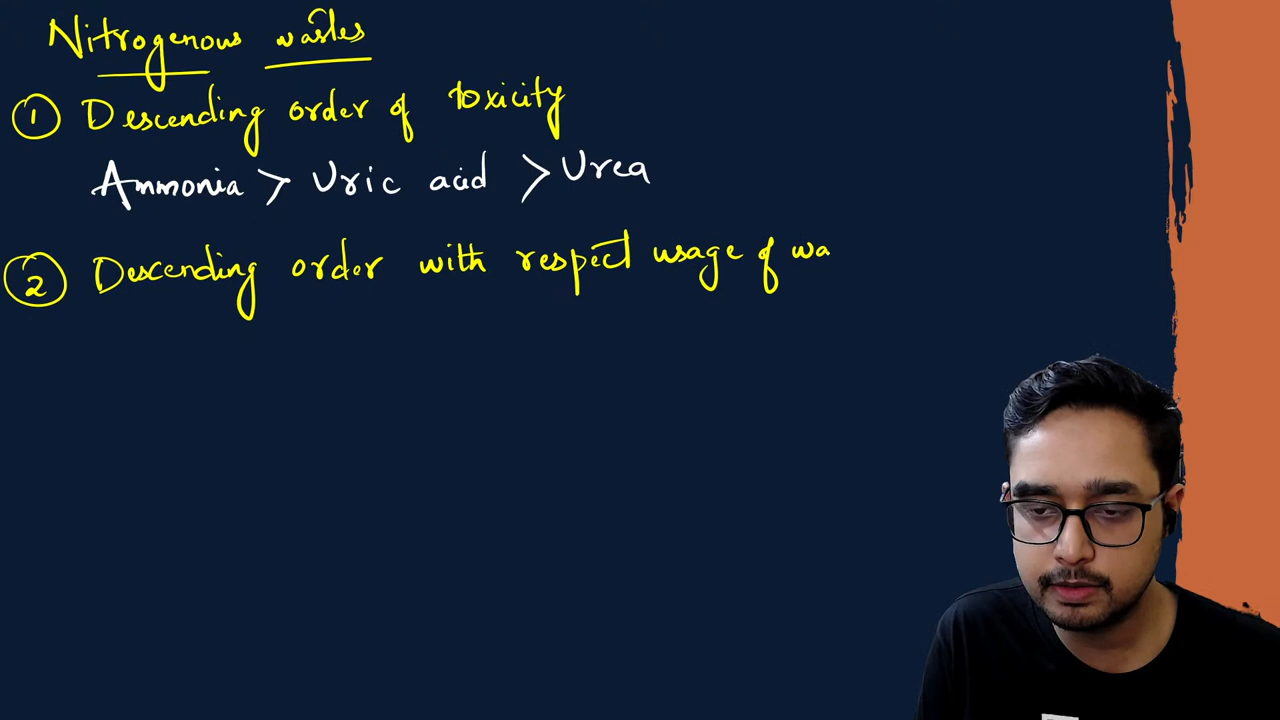 Nitrogenous wastes
① Descending order of toxicity
Ammonia > Uric acid > Urea
② Descending order with respect usage of wa